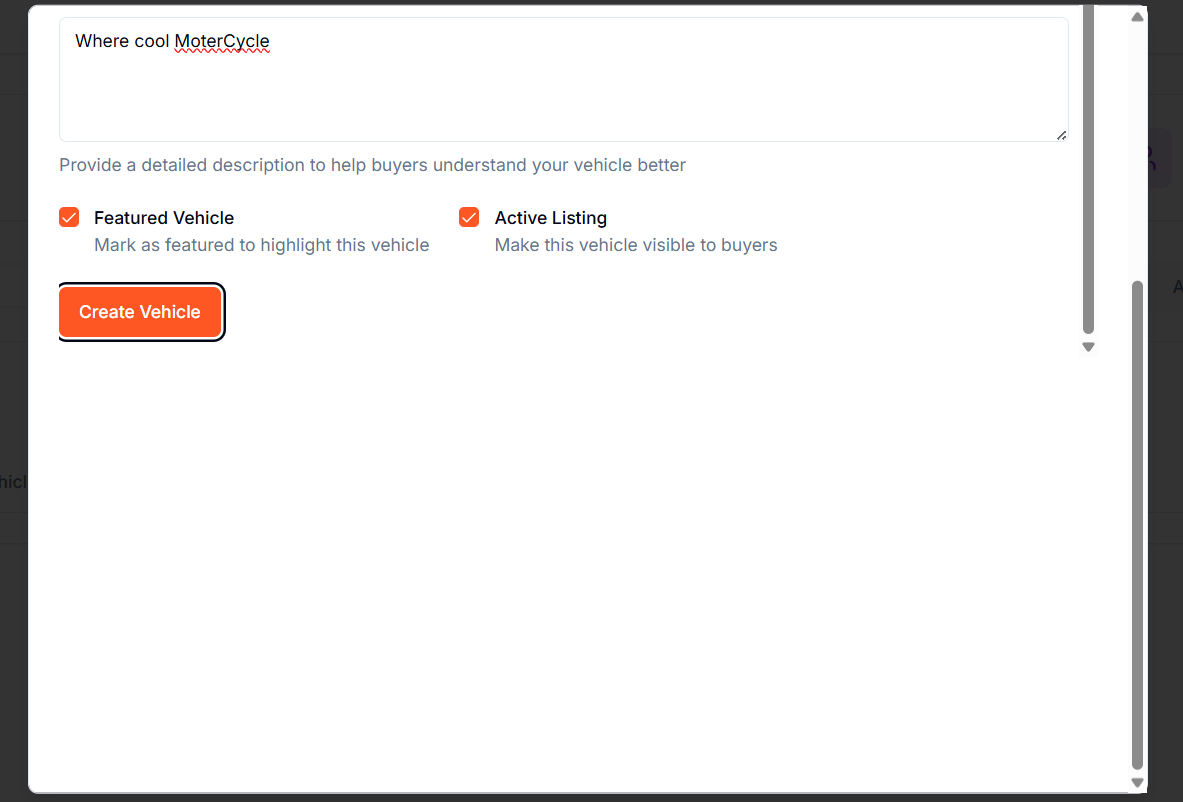 Where cool MoterCycle
Provide a detailed description to help buyers understand your vehicle better
Featured Vehicle
Mark as featured to highlight this vehicle
Active Listing
Make this vehicle visible to buyers
Create Vehicle
hicl
A